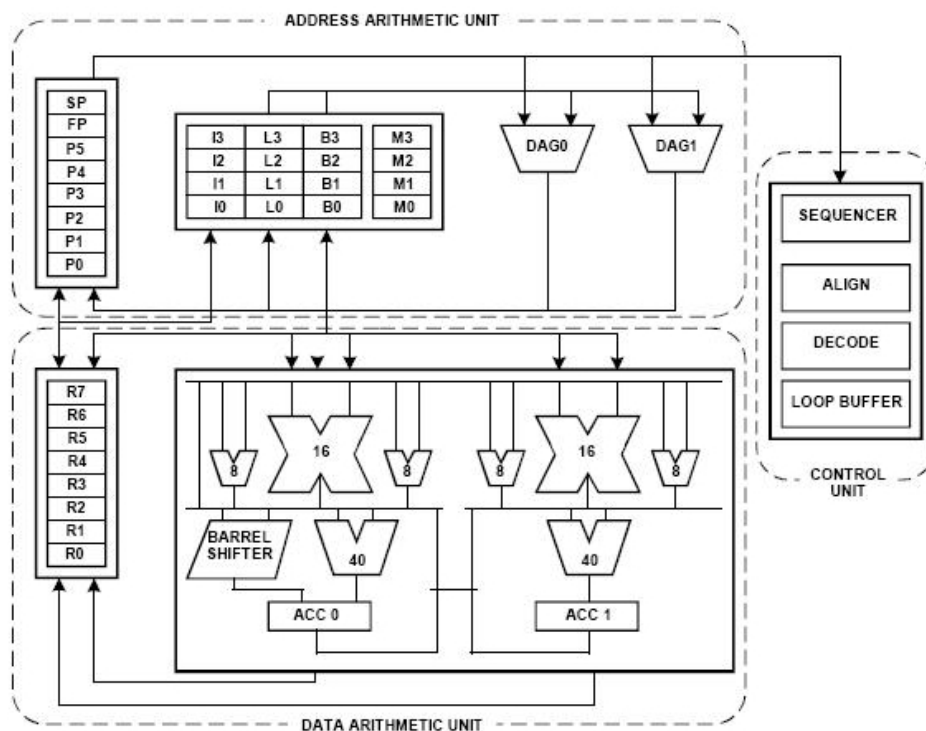 ADDRESS ARITHMETIC UNIT
SP
FP
P5
P4
P3
P2
P1
P0
I3 L3 B3 M3
I2 L2 B2 M2
I1 L1 B1 M1
I0 L0 B0 M0
DAG0 DAG1
SEQUENCER
ALIGN
DECODE
LOOP BUFFER
CONTROL
UNIT
R7
R6
R5
R4
R3
R2
R1
R0
8 16 8 8 16 8
BARREL
SHIFTER
40 40
ACC 0 ACC 1
DATA ARITHMETIC UNIT